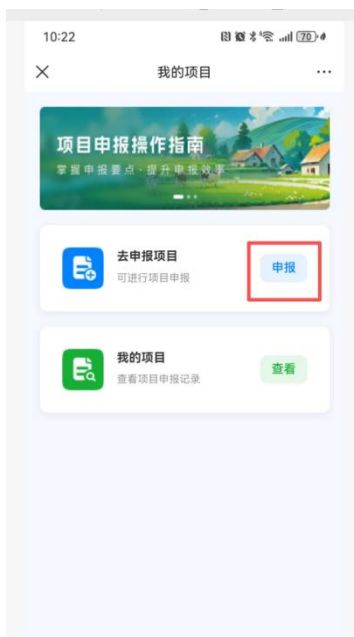 10:22
70
我的项目
项目申报操作指南
掌握申报要点·提升申报效率
去申报项目
可进行项目申报
申报
我的项目
查看项目申报记录
查看